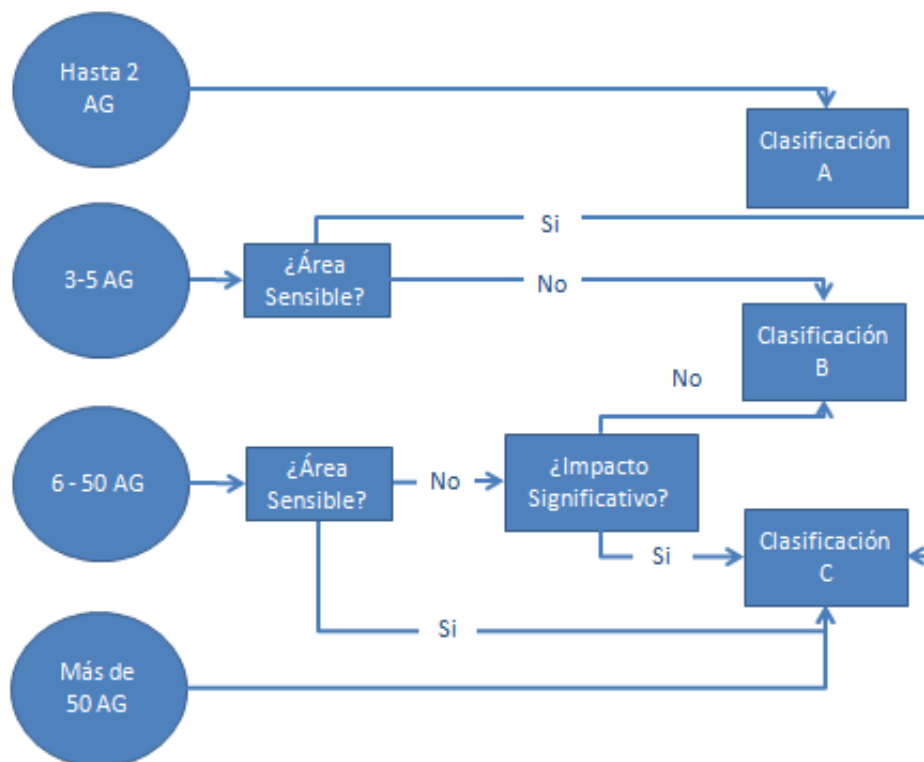 Hasta 2
AG
Clasificación
A
Si
3-5 AG
¿Área
Sensible?
No
Clasificación
B
No
6 - 50 AG
¿Área
Sensible?
No
¿Impacto
Significativo?
Si
Clasificación
C
Si
Más de
50 AG